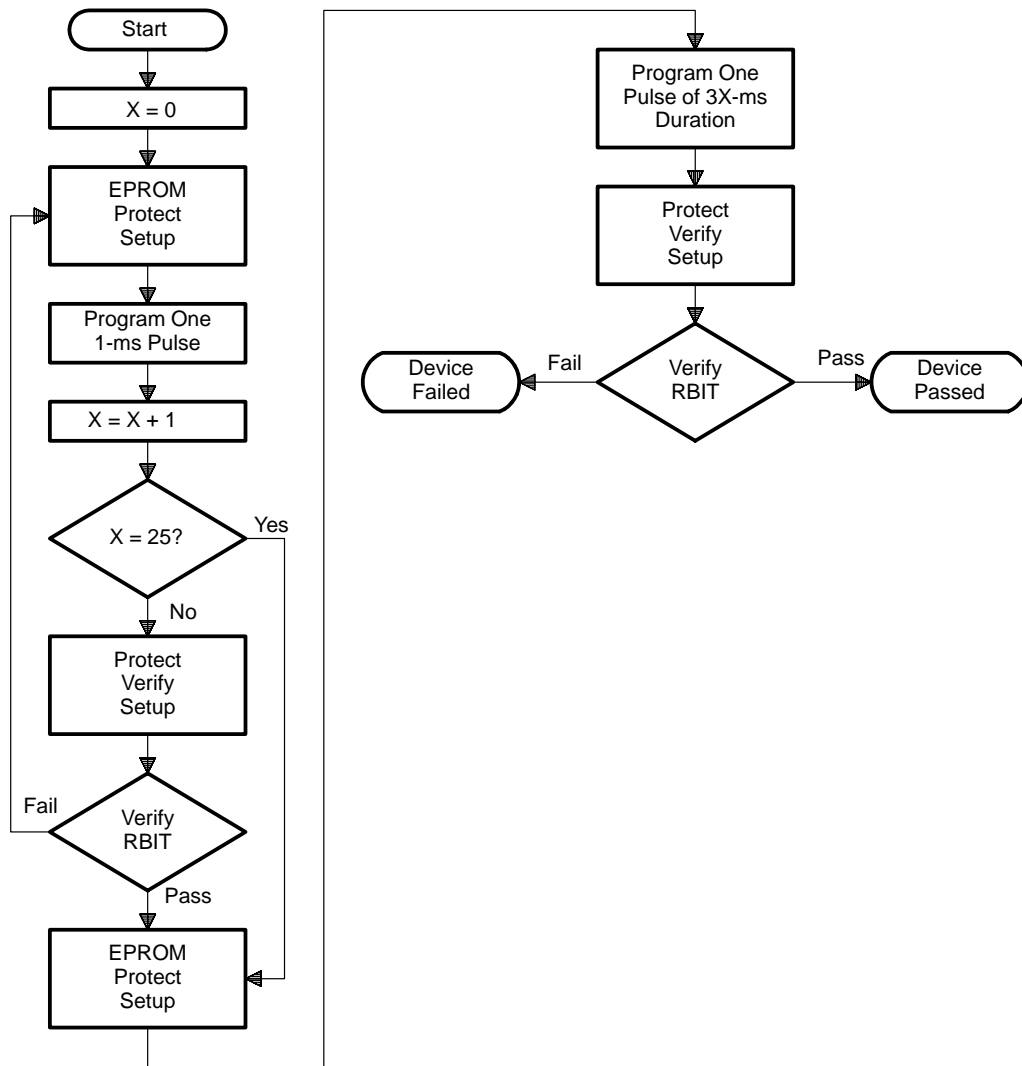 Start
X = 0
EPROM
Protect
Setup
Program One
1-ms Pulse
X = X + 1
X = 25?
Yes
No
Protect
Verify
Setup
Fail
Verify
RBIT
Pass
EPROM
Protect
Setup
Program One
Pulse of 3X-ms
Duration
Protect
Verify
Setup
Verify
RBIT
Fail
Device
Failed
Pass
Device
Passed